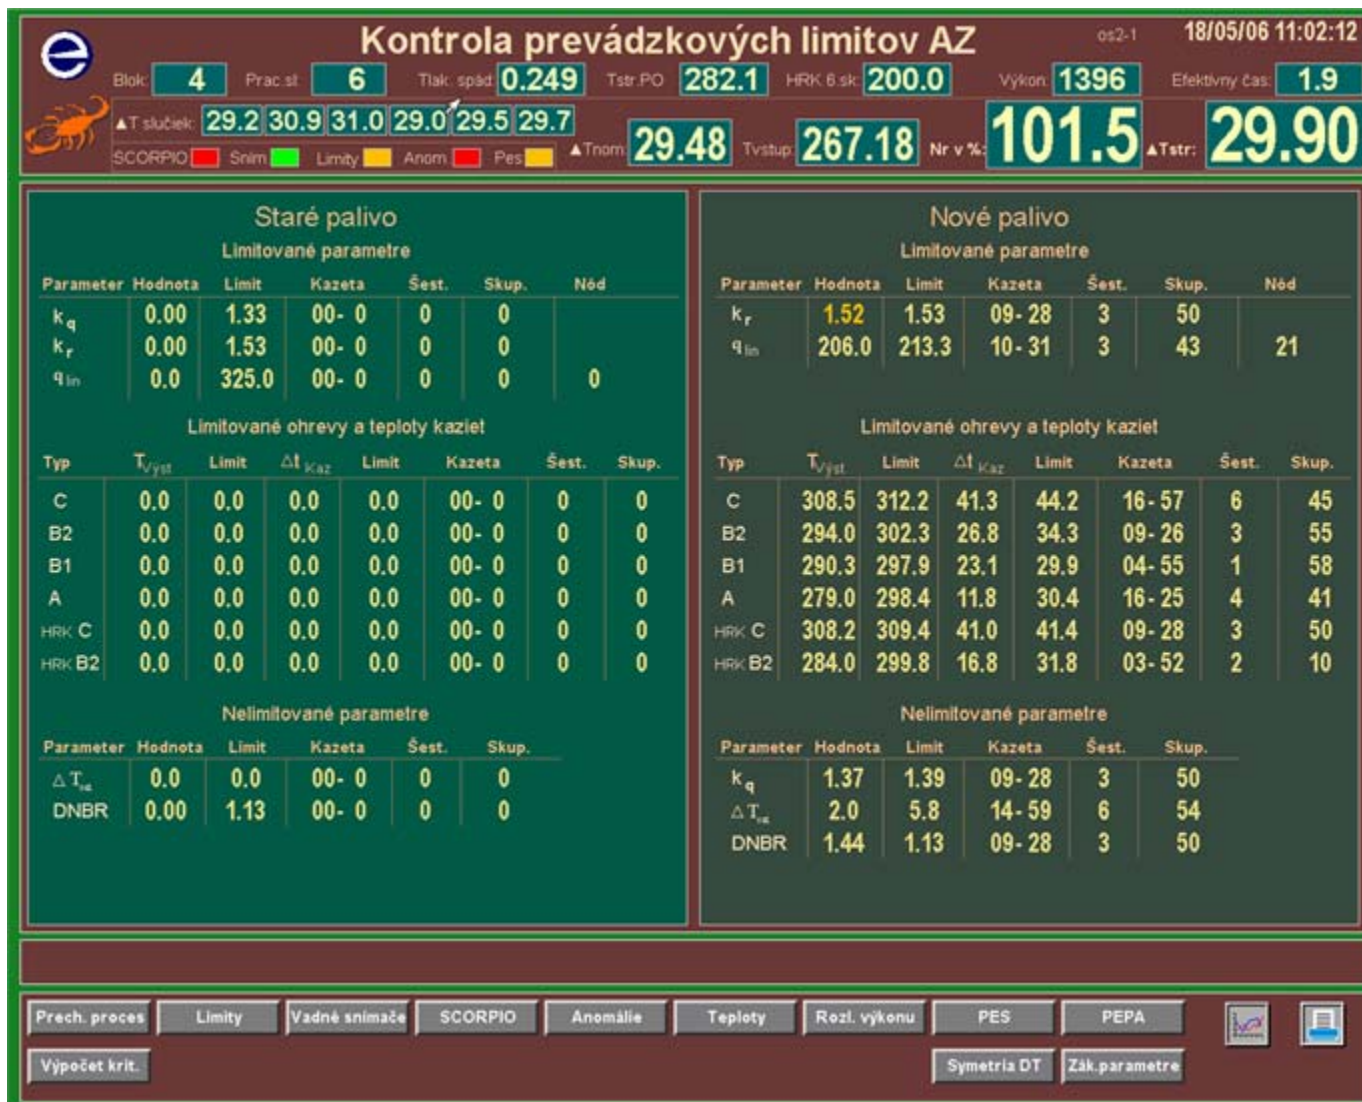 Kontrola prevádzkových limitov AZ os2-1 18/05/06 11:02:12
Blok: 4 Prac.st: 6 Tlak. spád: 0.249 Tstr.PO 282.1 HRK 6.sk: 200.0 Výkon: 1396 Efektívny čas: 1.9
▲T slučiek: 29.2 30.9 31.0 29.0 29.5 29.7
▲Tnom: 29.48 Tvstup: 267.18 Nr v %: 101.5 ▲Tstr: 29.90
SCORPIO Sním Limity Anom Pes
Staré palivo
Limitované parametre
Parameter Hodnota Limit Kazeta Šest. Skup. Nód
kq 0.00 1.33 00- 0 0 0
kr 0.00 1.53 00- 0 0 0
qlin 0.0 325.0 00- 0 0 0 0
Limitované ohrevy a teploty kaziet
Typ TVýst Limit Δt Kaz Limit Kazeta Šest. Skup.
C 0.0 0.0 0.0 0.0 00- 0 0 0
B2 0.0 0.0 0.0 0.0 00- 0 0 0
B1 0.0 0.0 0.0 0.0 00- 0 0 0
A 0.0 0.0 0.0 0.0 00- 0 0 0
HRK C 0.0 0.0 0.0 0.0 00- 0 0 0
HRK B2 0.0 0.0 0.0 0.0 00- 0 0 0
Nelimitované parametre
Parameter Hodnota Limit Kazeta Šest. Skup.
Δ T 0.0 0.0 00- 0 0 0
DNBR 0.00 1.13 00- 0 0 0
Nové palivo
Limitované parametre
Parameter Hodnota Limit Kazeta Šest. Skup. Nód
kr 1.52 1.53 09- 28 3 50
qlin 206.0 213.3 10- 31 3 43 21
Limitované ohrevy a teploty kaziet
Typ TVýst Limit Δt Kaz Limit Kazeta Šest. Skup.
C 308.5 312.2 41.3 44.2 16- 57 6 45
B2 294.0 302.3 26.8 34.3 09- 26 3 55
B1 290.3 297.9 23.1 29.9 04- 55 1 58
A 279.0 298.4 11.8 30.4 16- 25 4 41
HRK C 308.2 309.4 41.0 41.4 09- 28 3 50
HRK B2 284.0 299.8 16.8 31.8 03- 52 2 10
Nelimitované parametre
Parameter Hodnota Limit Kazeta Šest. Skup.
kq 1.37 1.39 09- 28 3 50
Δ T 2.0 5.8 14- 59 6 54
DNBR 1.44 1.13 09- 28 3 50
Prech. proces Limity Vadné snímače SCORPIO Anomálie Teploty Rozl. výkonu PES PEPA
Výpočet krit. Symetria DT Zák.parametre